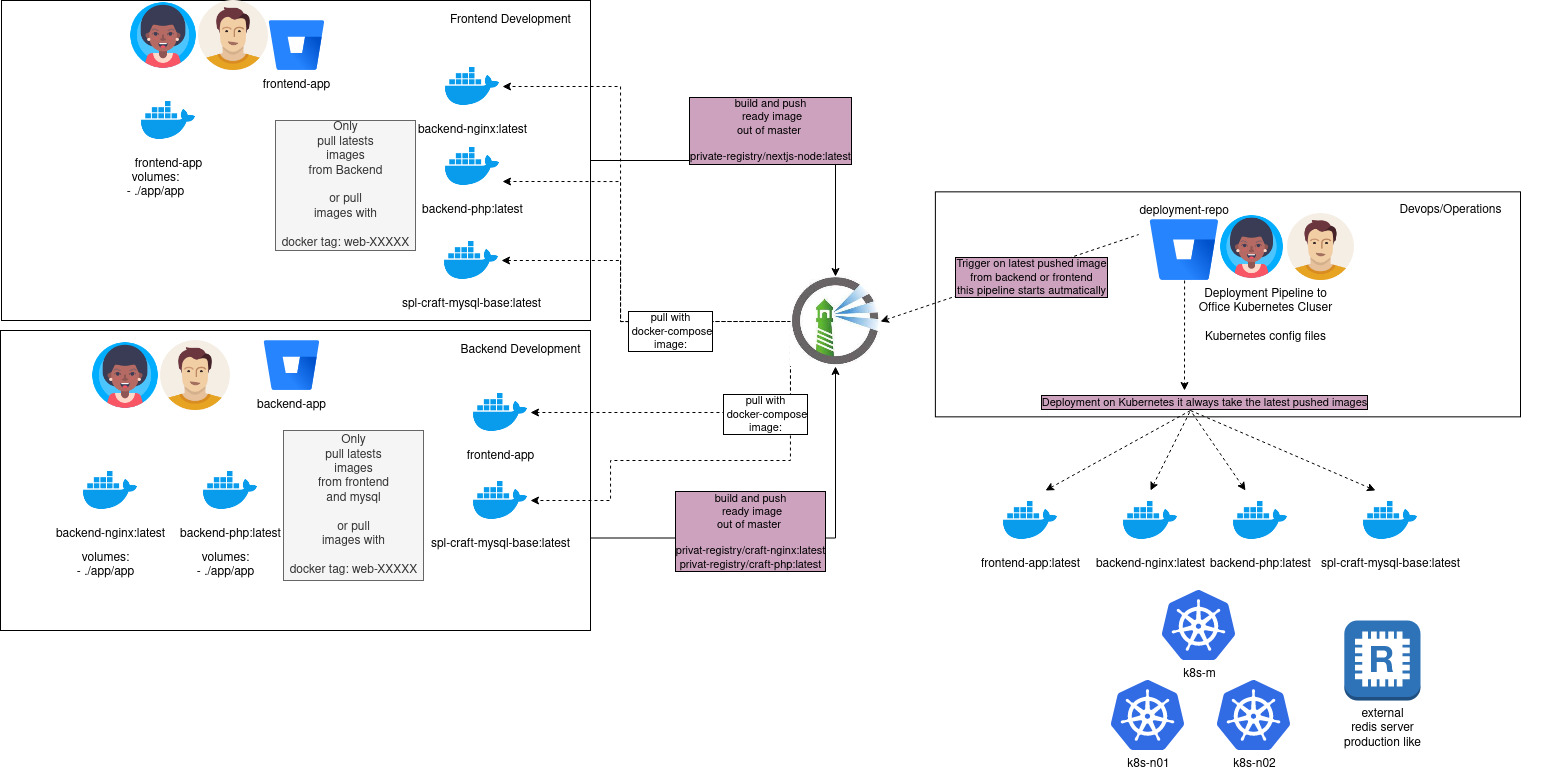 Frontend Development
frontend-app
frontend-app
volumes:
- ./app/app
Only
pull latests
images
from Backend
or pull
images with
docker tag: web-XXXXX
backend-nginx:latest
backend-php:latest
spl-craft-mysql-base:latest
build and push
ready image
out of master
private-registry/nextjs-node:latest
pull with
docker-compose
image:
Backend Development
backend-app
backend-nginx:latest
volumes:
- ./app/app
backend-php:latest
volumes:
- ./app/app
Only
pull latests
images
from frontend
and mysql
or pull
images with
docker tag: web-XXXXX
frontend-app
spl-craft-mysql-base:latest
pull with
docker-compose
image:
build and push
ready image
out of master
privat-registry/craft-nginx:latest
privat-registry/craft-php:latest
Devops/Operations
deployment-repo
Trigger on latest pushed image
from backend or frontend
this pipeline starts autmatically
Deployment Pipeline to
Office Kubernetes Cluser
Kubernetes config files
Deployment on Kubernetes it always take the latest pushed images
frontend-app:latest
backend-nginx:latest
backend-php:latest
spl-craft-mysql-base:latest
k8s-m
k8s-n01
k8s-n02
R
external
redis server
production like